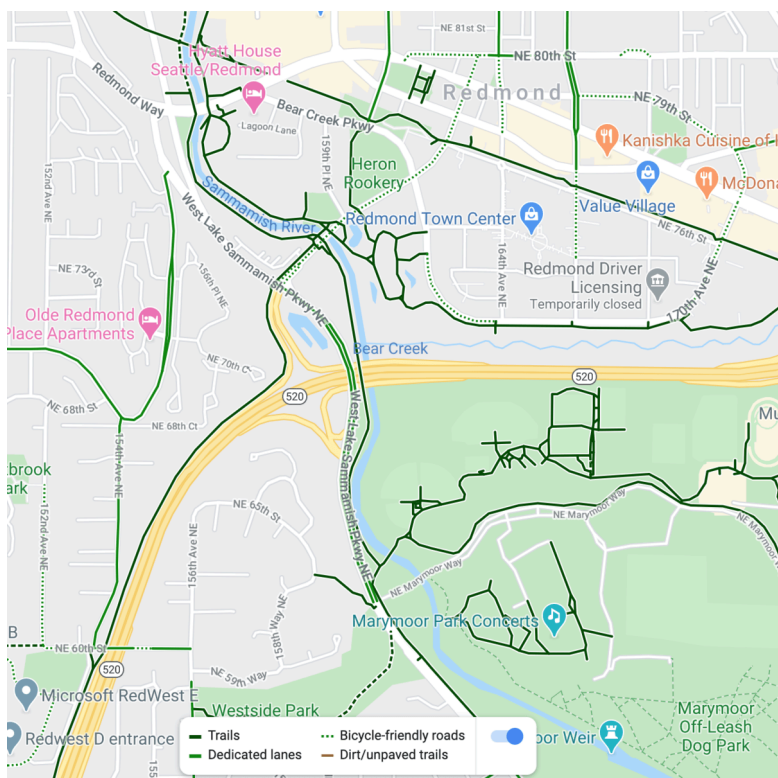 NE 81st St
NE 80th St
Hyatt House
Seattle/Redmond
Redmond Way
Redmond
Bear Creek Pkwy
NE 79th St
Lagoon Lane
159th Pl NE
Kanishka Cuisine of
Heron
Rookery
152nd Ave NE
McDona
Value Village
Sammamish River
Redmond Town Center
West Lake Sammamish Pkwy NE
NE 76th St
164th Ave NE
NE 73rd St
156th Pl NE
Redmond Driver
Licensing
Temporarily closed
170th Ave NE
Olde Redmond
Place Apartments
Bear Creek
NE 70th Ct
520
520
NE 68th St
NE 68th Ct
West Lake Sammamish Pkwy NE
Mu
154th Ave NE
tbrook
ark
NE 65th St
152nd Ave NE
NE Marymoor Way
156th Ave NE
NE Marymoor Way
158th Way NE
Marymoor Park Concerts
B
NE 60th St
520
NE 59th Way
Microsoft RedWest E
Westside Park
Marymoor
Off-Leash
Dog Park
Redwest D entrance
oor Weir
Trails
Bicycle-friendly roads
Dedicated lanes
Dirt/unpaved trails
155